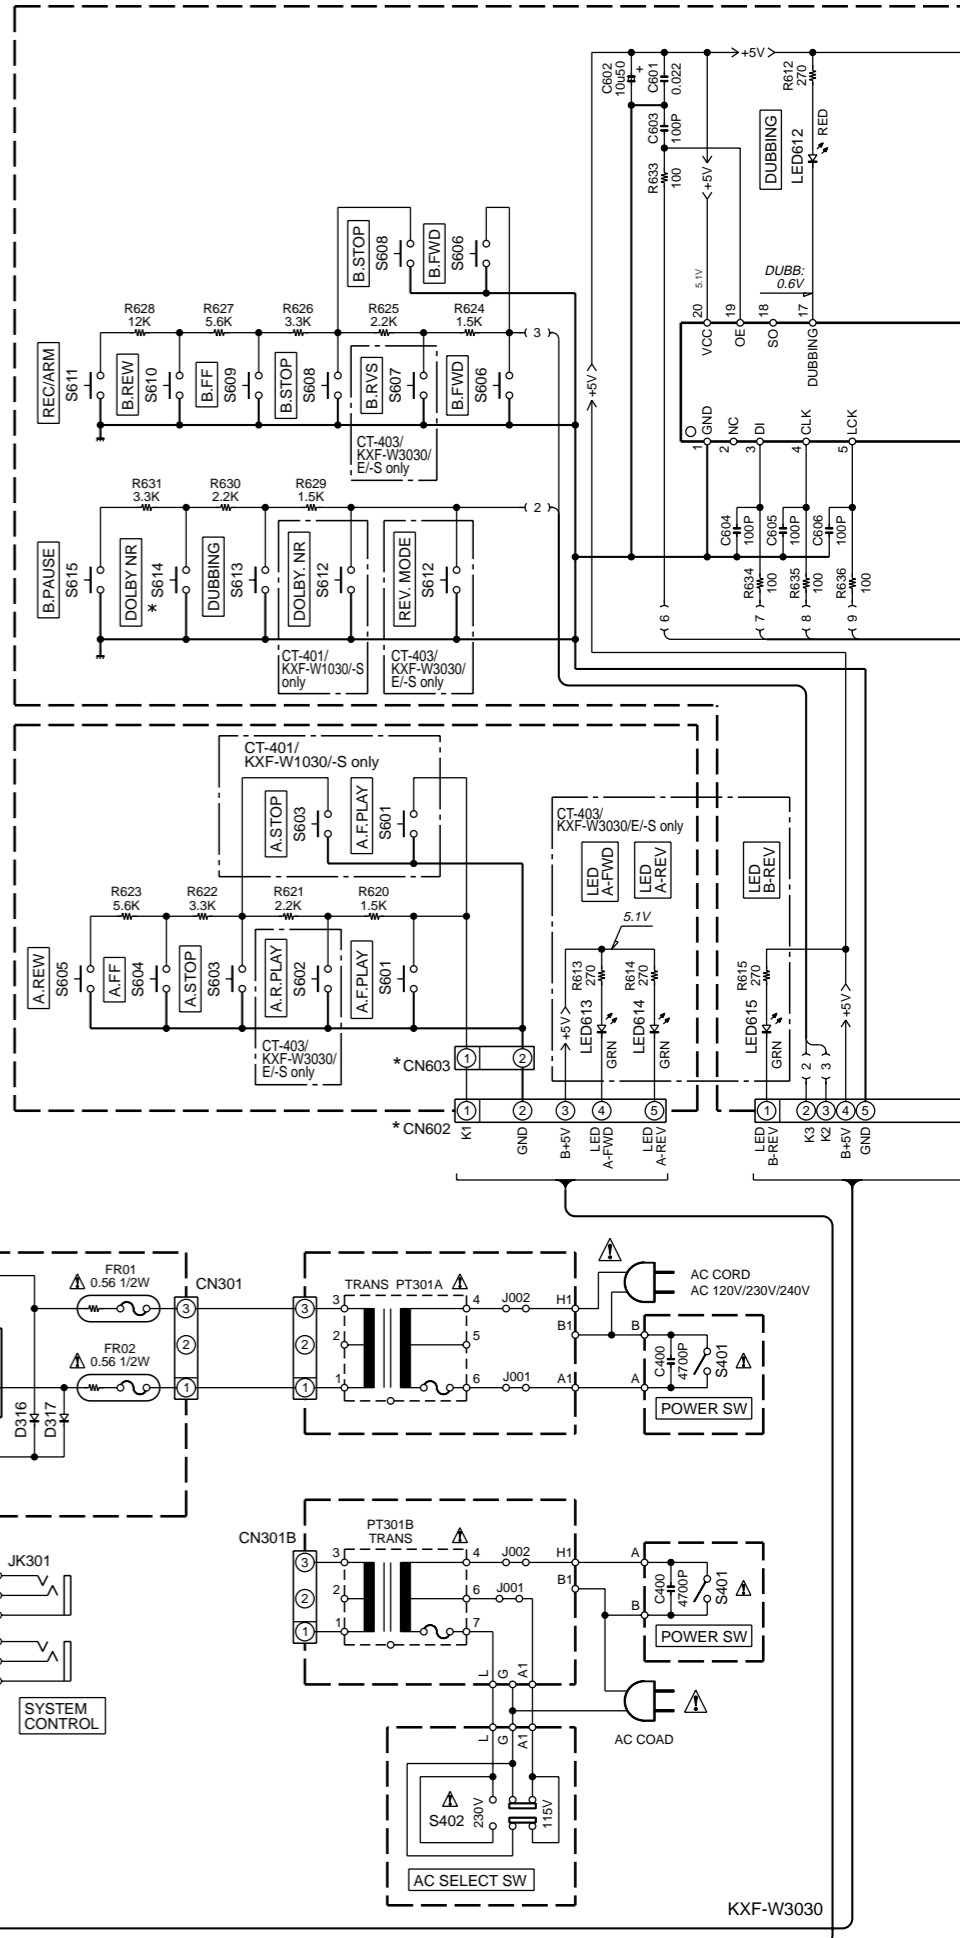 +5V
C602
10u50
+
C601
0.022
R612
270
C603
100P
R633
100
+5V
DUBBING
LED612
RED
B.STOP
S608
B.FWD
S606
DUBB:
0.6V
5.1V
20
19
18
17
VCC
OE
SO
DUBBING
R628
12K
R627
5.6K
R626
3.3K
R625
2.2K
R624
1.5K
3
REC/ARM
S611
B.REW
S610
B.FF
S609
B.STOP
S608
B.RVS
S607
B.FWD
S606
+5V
CT-403/
KXF-W3030/
E/-S only
GND
NC
DI
CLK
LCK
1
2
3
4
5
R631
3.3K
R630
2.2K
R629
1.5K
2
B.PAUSE
S615
DOLBY NR
* S614
DUBBING
S613
DOLBY. NR
S612
REV. MODE
S612
C604
100P
C605
100P
C606
100P
R634
100
R635
100
R636
100
6
7
8
9
CT-401/
KXF-W1030/-S
only
CT-403/
KXF-W3030/
E/-S only
CT-401/
KXF-W1030/-S only
A.STOP
S603
A.F.PLAY
S601
CT-403/
KXF-W3030/E/-S only
LED
A-FWD
LED
A-REV
LED
B-REV
R623
5.6K
R622
3.3K
R621
2.2K
R620
1.5K
5.1V
A.REW
S605
A.FF
S604
A.STOP
S603
A.R.PLAY
S602
A.F.PLAY
S601
R613
270
R614
270
R615
270
+5V
LED613
GRN
LED614
GRN
LED615
GRN
+5V
CT-403/
KXF-W3030/
E/-S only
*CN603
1
2
2
3
*CN602
1
2
3
4
5
1
2
3
4
5
K1
GND
B+5V
LED
A-FWD
LED
A-REV
LED
B-REV
K3
K2
B+5V
GND
FR01
0.56 1/2W
CN301
3
2
1
FR02
0.56 1/2W
D316
D317
TRANS PT301A
3
2
1
3
2
1
4
5
6
J002
J001
H1
B1
A1
AC CORD
AC 120V/230V/240V
B
A
C400
4700P
S401
POWER SW
CN301B
PT301B
TRANS
3
2
1
3
2
1
4
6
7
J002
J001
H1
B1
A
B
C400
4700P
S401
POWER SW
JK301
SYSTEM
CONTROL
L
G
A1
AC COAD
L
G
A1
S402
230V
115V
AC SELECT SW
KXF-W3030